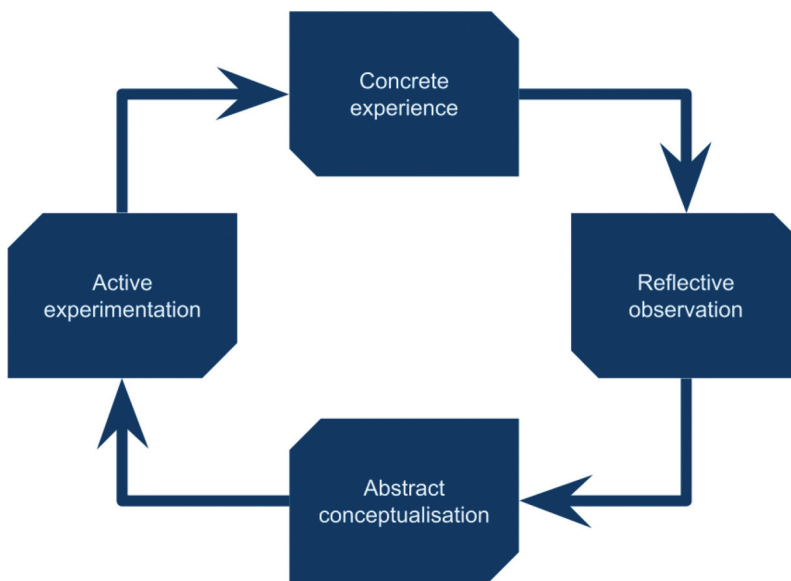 Concrete
experience
Reflective
observation
Abstract
conceptualisation
Active
experimentation